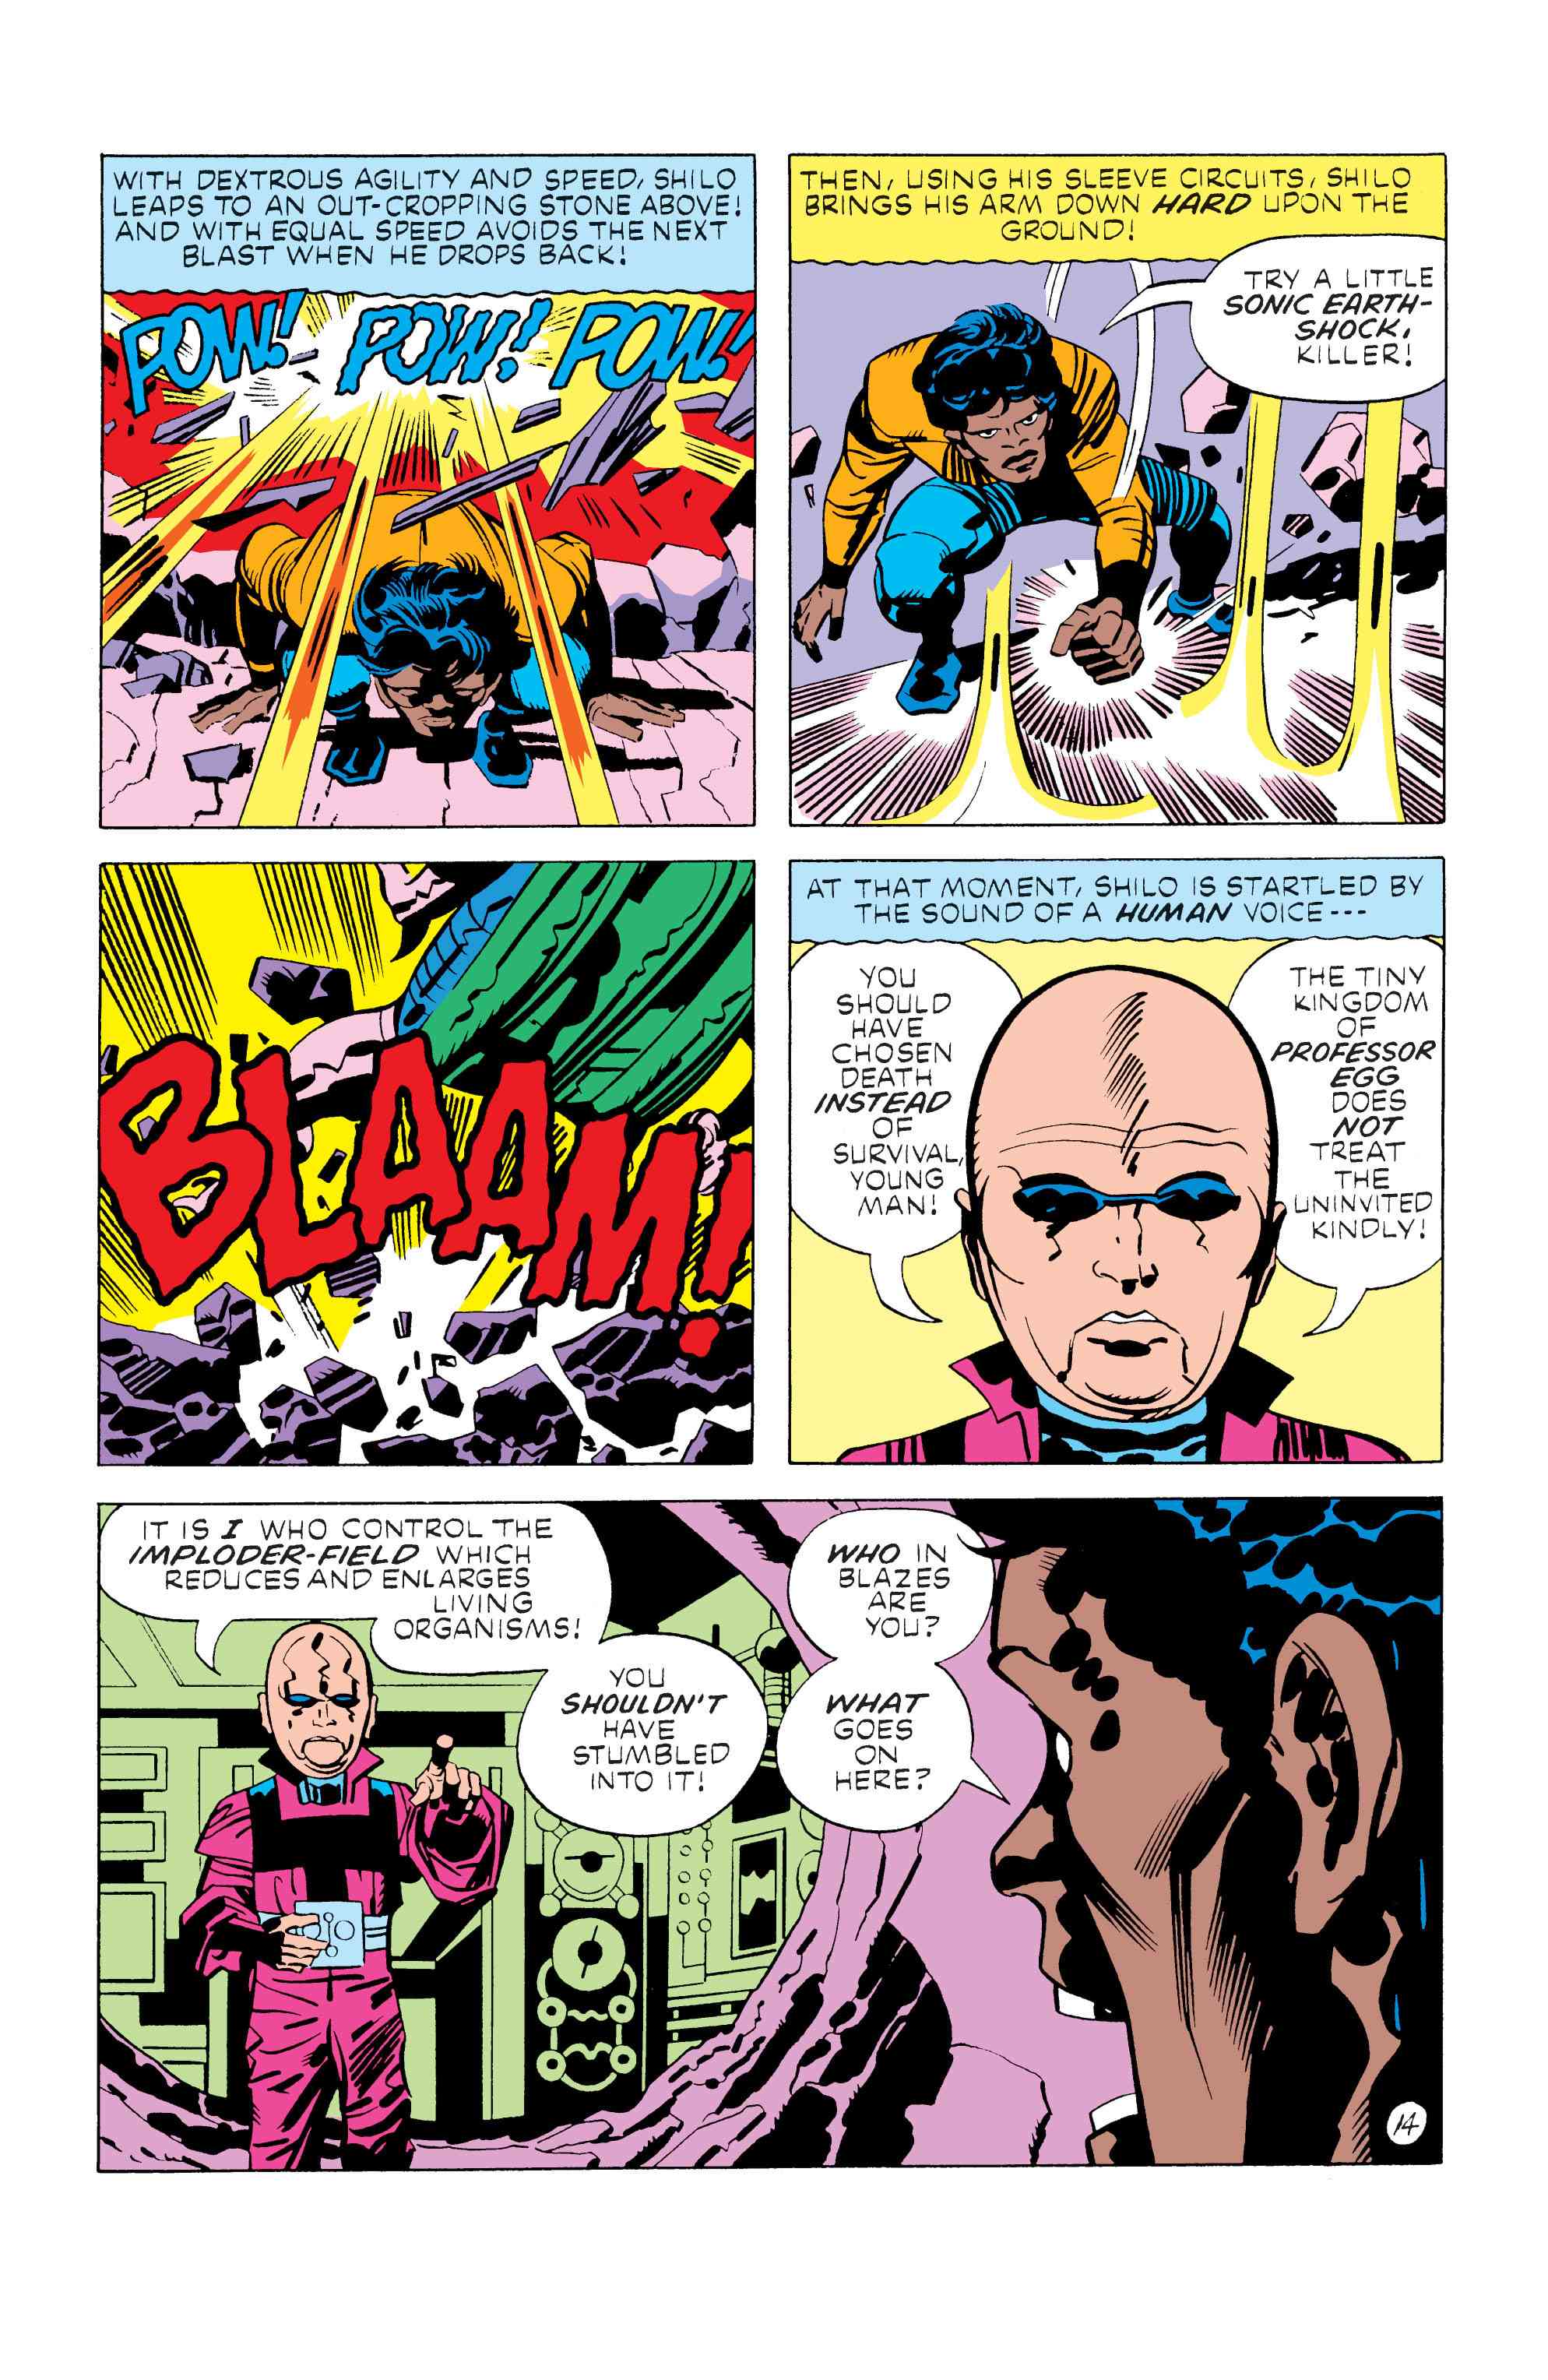 WITH DEXTROUS AGILITY AND SPEED, SHILO
LEAPS TO AN OUT-CROPPING STONE ABOVE!
AND WITH EQUAL SPEED AVOIDS THE NEXT
BLAST WHEN HE DROPS BACK!
POW! POW! POW!
THEN, USING HIS SLEEVE CIRCUITS, SHILO
BRINGS HIS ARM DOWN HARD UPON THE
GROUND!
TRY A LITTLE
SONIC EARTH-
SHOCK,
KILLER!
BLAAM!
AT THAT MOMENT, SHILO IS STARTLED BY
THE SOUND OF A HUMAN VOICE---
YOU
SHOULD
HAVE
CHOSEN
DEATH
INSTEAD
OF
SURVIVAL,
YOUNG
MAN!
THE TINY
KINGDOM
OF
PROFESSOR
EGG
DOES
NOT
TREAT
THE
UNINVITED
KINDLY!
IT IS I WHO CONTROL THE
IMPLODER-FIELD WHICH
REDUCES AND ENLARGES
LIVING
ORGANISMS!
YOU
SHOULDN'T
HAVE
STUMBLED
INTO IT!
WHO IN
BLAZES
ARE
YOU?
WHAT
GOES
ON
HERE?
14